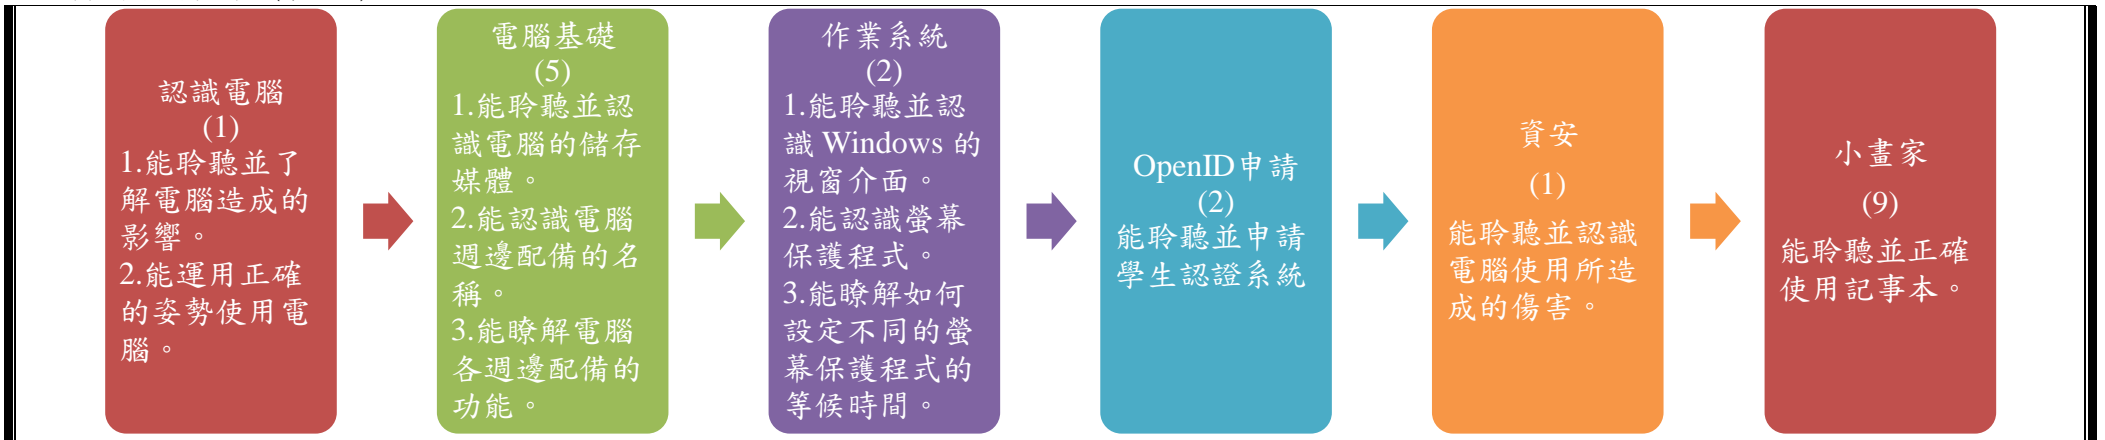 認識電腦
(1)
1.能聆聽並了
解電腦造成的
影響。
2.能運用正確
的姿勢使用電
腦。
電腦基礎
(5)
1.能聆聽並認
識電腦的儲存
媒體。
2.能認識電腦
週邊配備的名
稱。
3.能瞭解電腦
各週邊配備的
功能。
作業系統
(2)
1.能聆聽並認
識 Windows 的
視窗介面。
2.能認識螢幕
保護程式。
3.能瞭解如何
設定不同的螢
幕保護程式的
等候時間。
OpenID申請
(2)
能聆聽並申請
學生認證系統
資安
(1)
能聆聽並認識
電腦使用所造
成的傷害。
小畫家
(9)
能聆聽並正確
使用記事本。